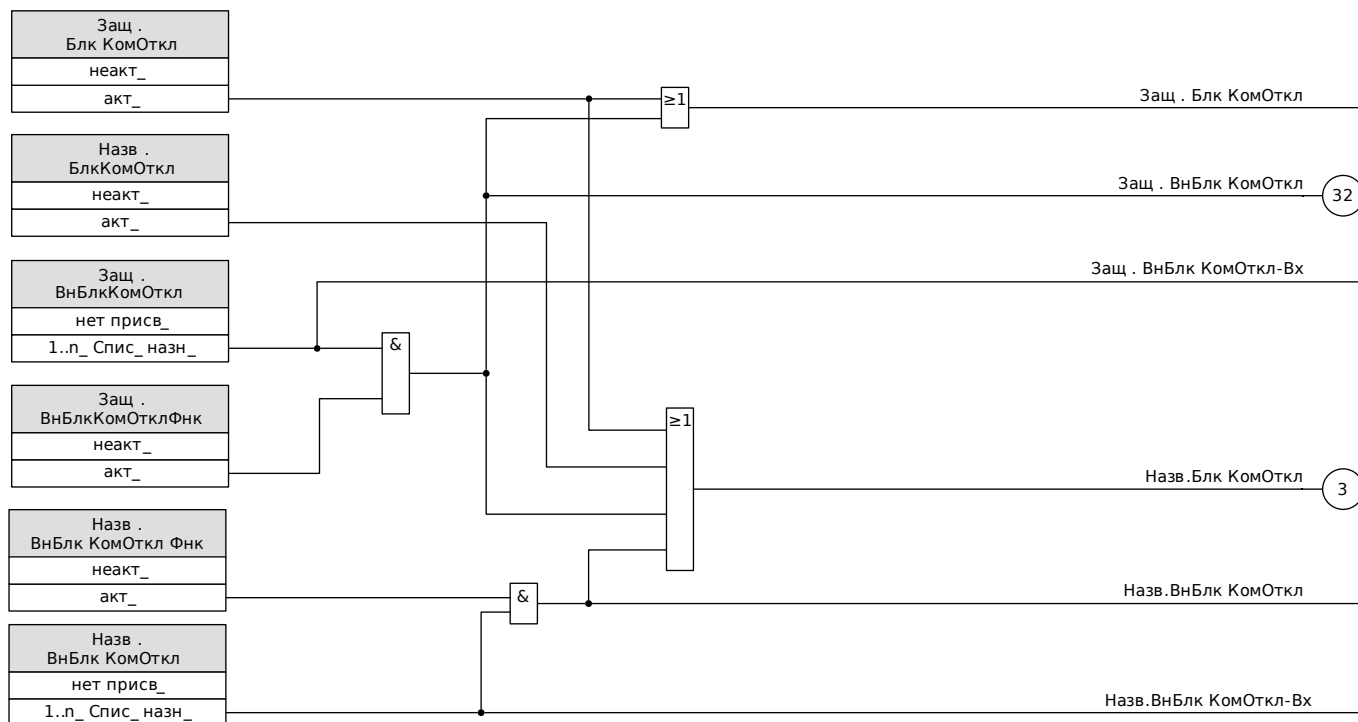 Защ .
Блк КомОткл
неакт_
акт_
≥1
Защ . Блк КомОткл
Назв .
БлкКомОткл
неакт_
акт_
Защ . ВнБлк КомОткл
32
Защ .
ВнБлкКомОткл
нет присв_
1..n_ Спис_ назн_
Защ . ВнБлк КомОткл-Вх
&
Защ .
ВнБлкКомОтклФнк
неакт_
акт_
≥1
Назв.Блк КомОткл
3
Назв .
ВнБлк КомОткл Фнк
неакт_
акт_
&
Назв.ВнБлк КомОткл
Назв .
ВнБлк КомОткл
нет присв_
1..n_ Спис_ назн_
Назв.ВнБлк КомОткл-Вх